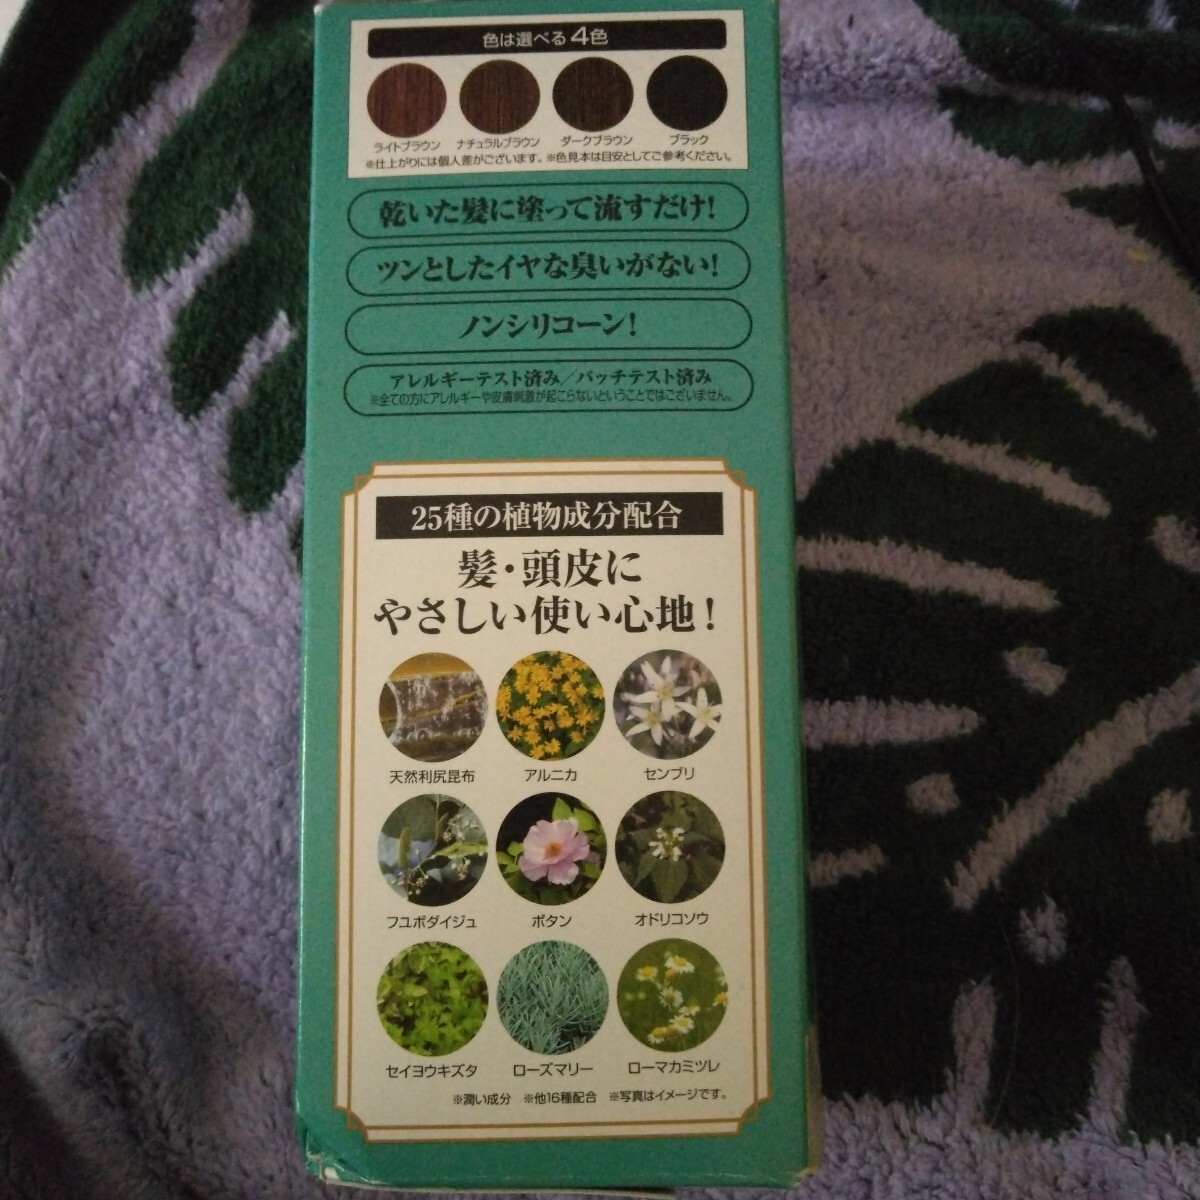 色は選べる4色
ライトブラウン ナチュラルブラウン ダークブラウン ブラック
※仕上がりには個人差がございます。※色見本は目安としてご参考ください。
乾いた髪に塗って流すだけ!
ツンとしたイヤな臭いがない!
ノンシリコーン!
アレルギーテスト済み/パッチテスト済み
※全ての方にアレルギーや皮膚刺激が起こらないということではございません。
25種の植物成分配合
髪・頭皮に
やさしい使い心地!
天然利尻昆布 アルニカ センブリ
フユボダイジュ ボタン オドリコソウ
セイヨウキズタ ローズマリー ローマカミツレ
※潤い成分 ※他16種配合 ※写真はイメージです。